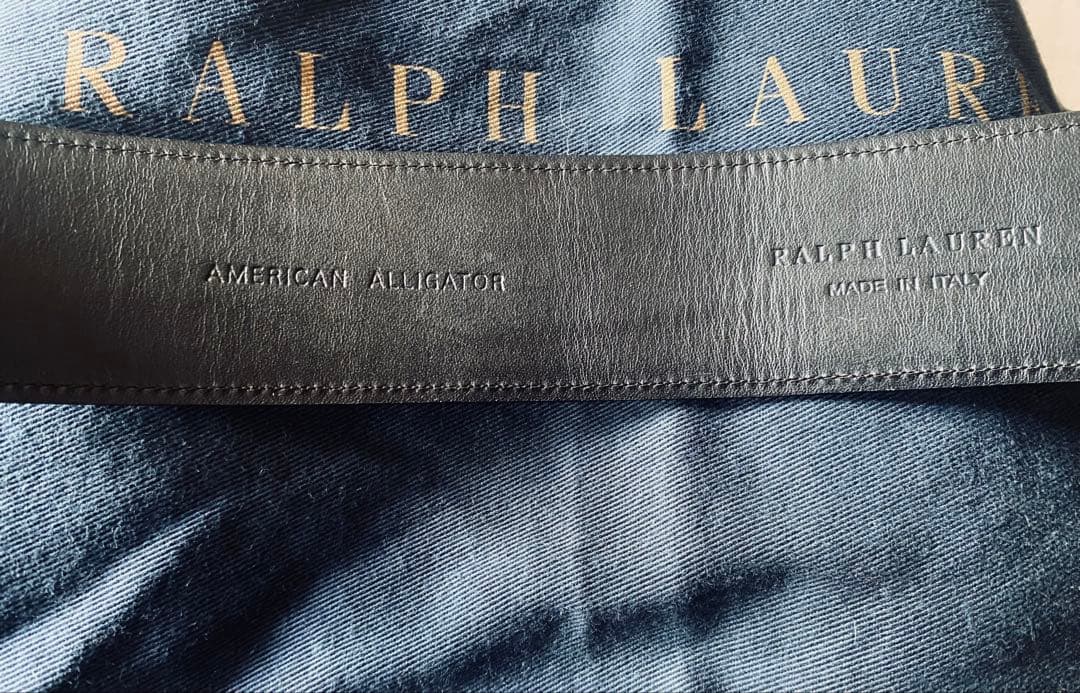 RALPH LAUR
AMERICAN ALLIGATOR
RALPH LAUREN
MADE IN ITALY